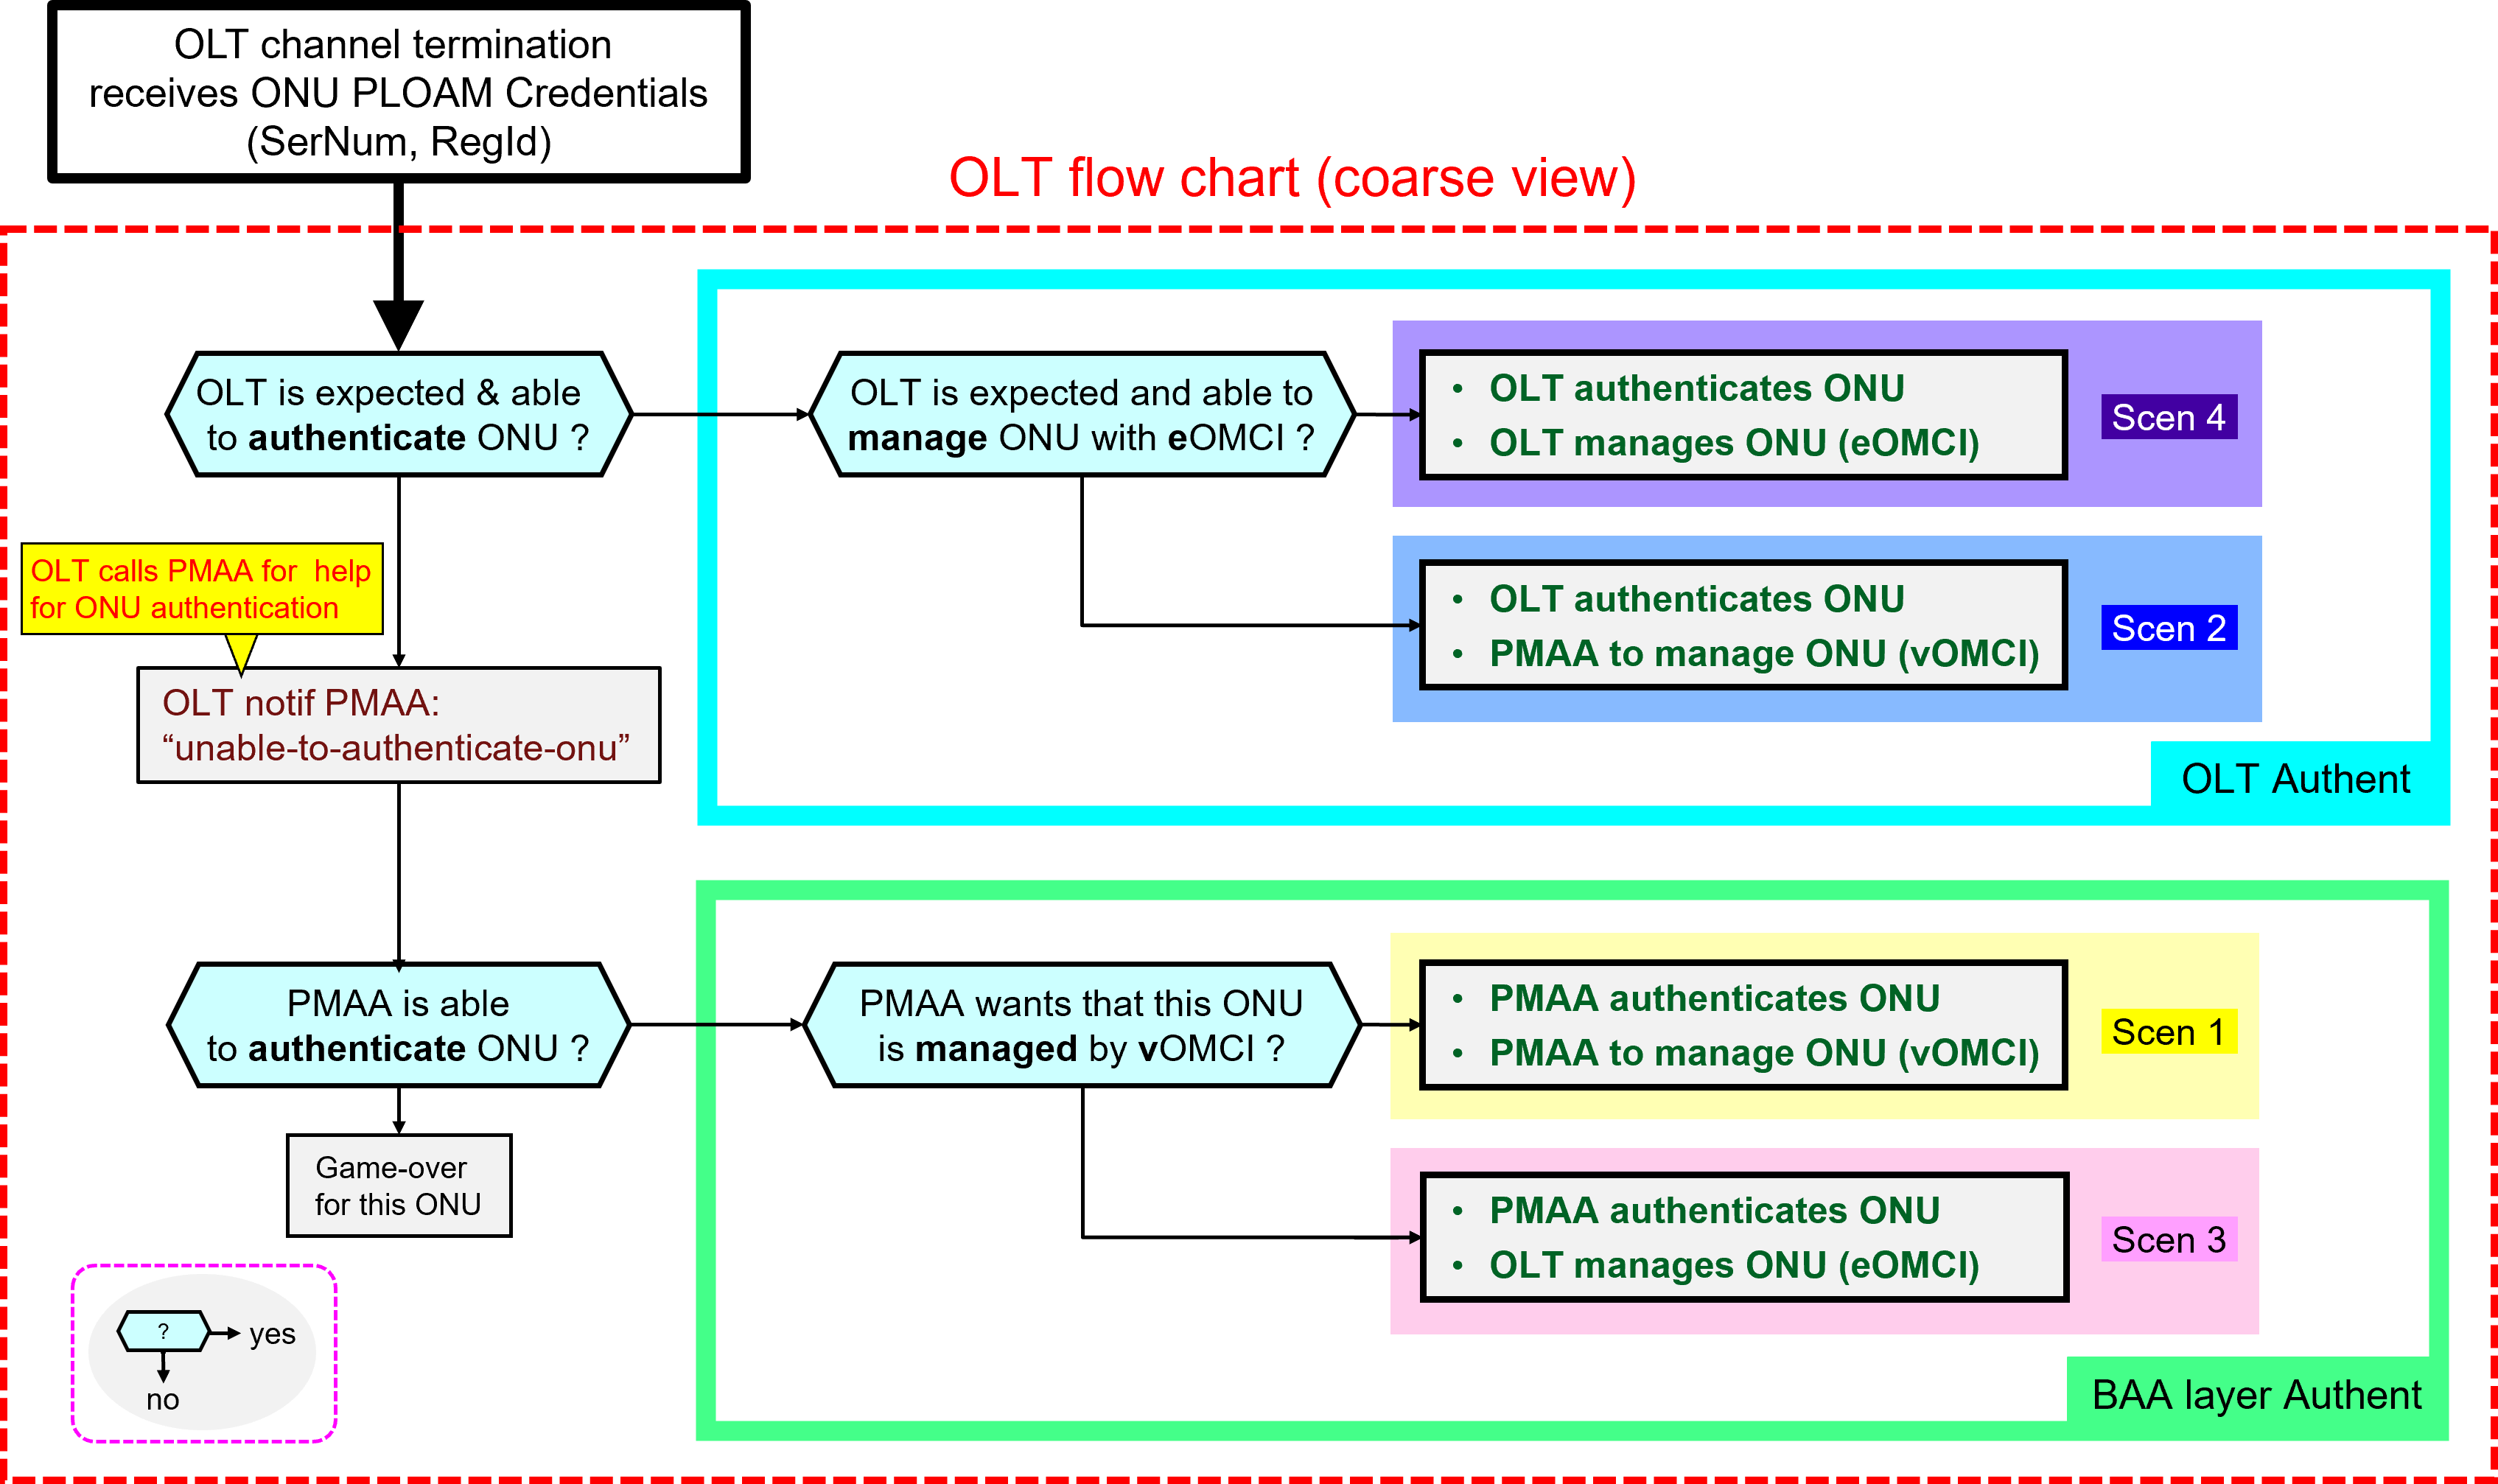 OLT channel termination
receives ONU PLOAM Credentials
(SerNum, RegId)
OLT flow chart (coarse view)
OLT is expected & able
to authenticate ONU ?
OLT is expected and able to
manage ONU with eOMCI ?
• OLT authenticates ONU
• OLT manages ONU (eOMCI)
Scen 4
OLT calls PMAA for help
for ONU authentication
• OLT authenticates ONU
• PMAA to manage ONU (vOMCI)
Scen 2
OLT notif PMAA:
“unable-to-authenticate-onu”
OLT Authent
PMAA is able
to authenticate ONU ?
PMAA wants that this ONU
is managed by vOMCI ?
• PMAA authenticates ONU
• PMAA to manage ONU (vOMCI)
Scen 1
Game-over
for this ONU
• PMAA authenticates ONU
• OLT manages ONU (eOMCI)
Scen 3
?
yes
no
BAA layer Authent